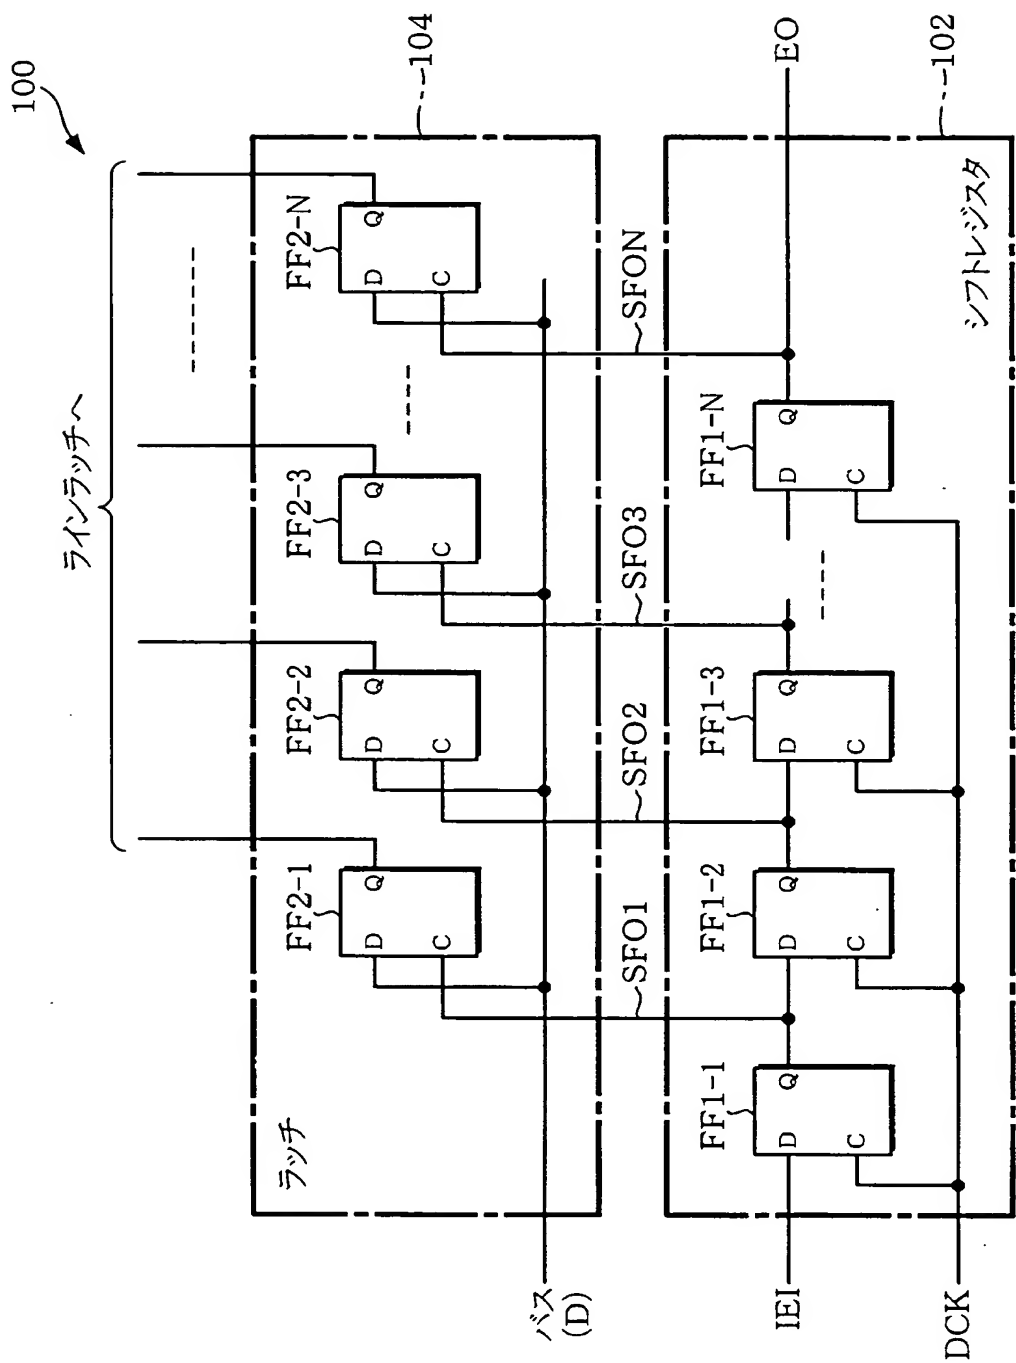 100
ラインラッチへ
104
ラッチ
FF2-1
D
C
Q
FF2-2
D
C
Q
FF2-3
D
C
Q
FF2-N
D
C
Q
バス
(D)
SFO1
SFO2
SFO3
SFON
IEI
FF1-1
D
C
Q
FF1-2
D
C
Q
FF1-3
D
C
Q
FF1-N
D
C
Q
EO
DCK
シフトレジスタ
102